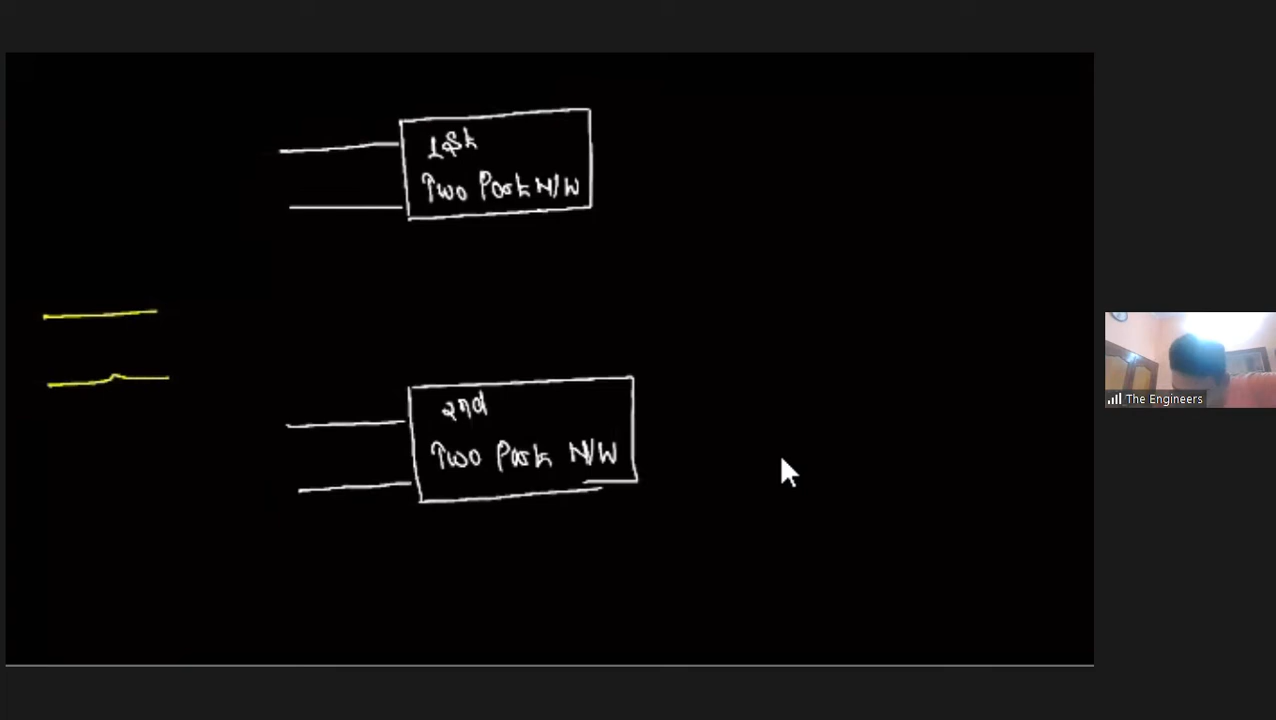 1st
Two Port N/W
2nd
Two Port N/W
The Engineers